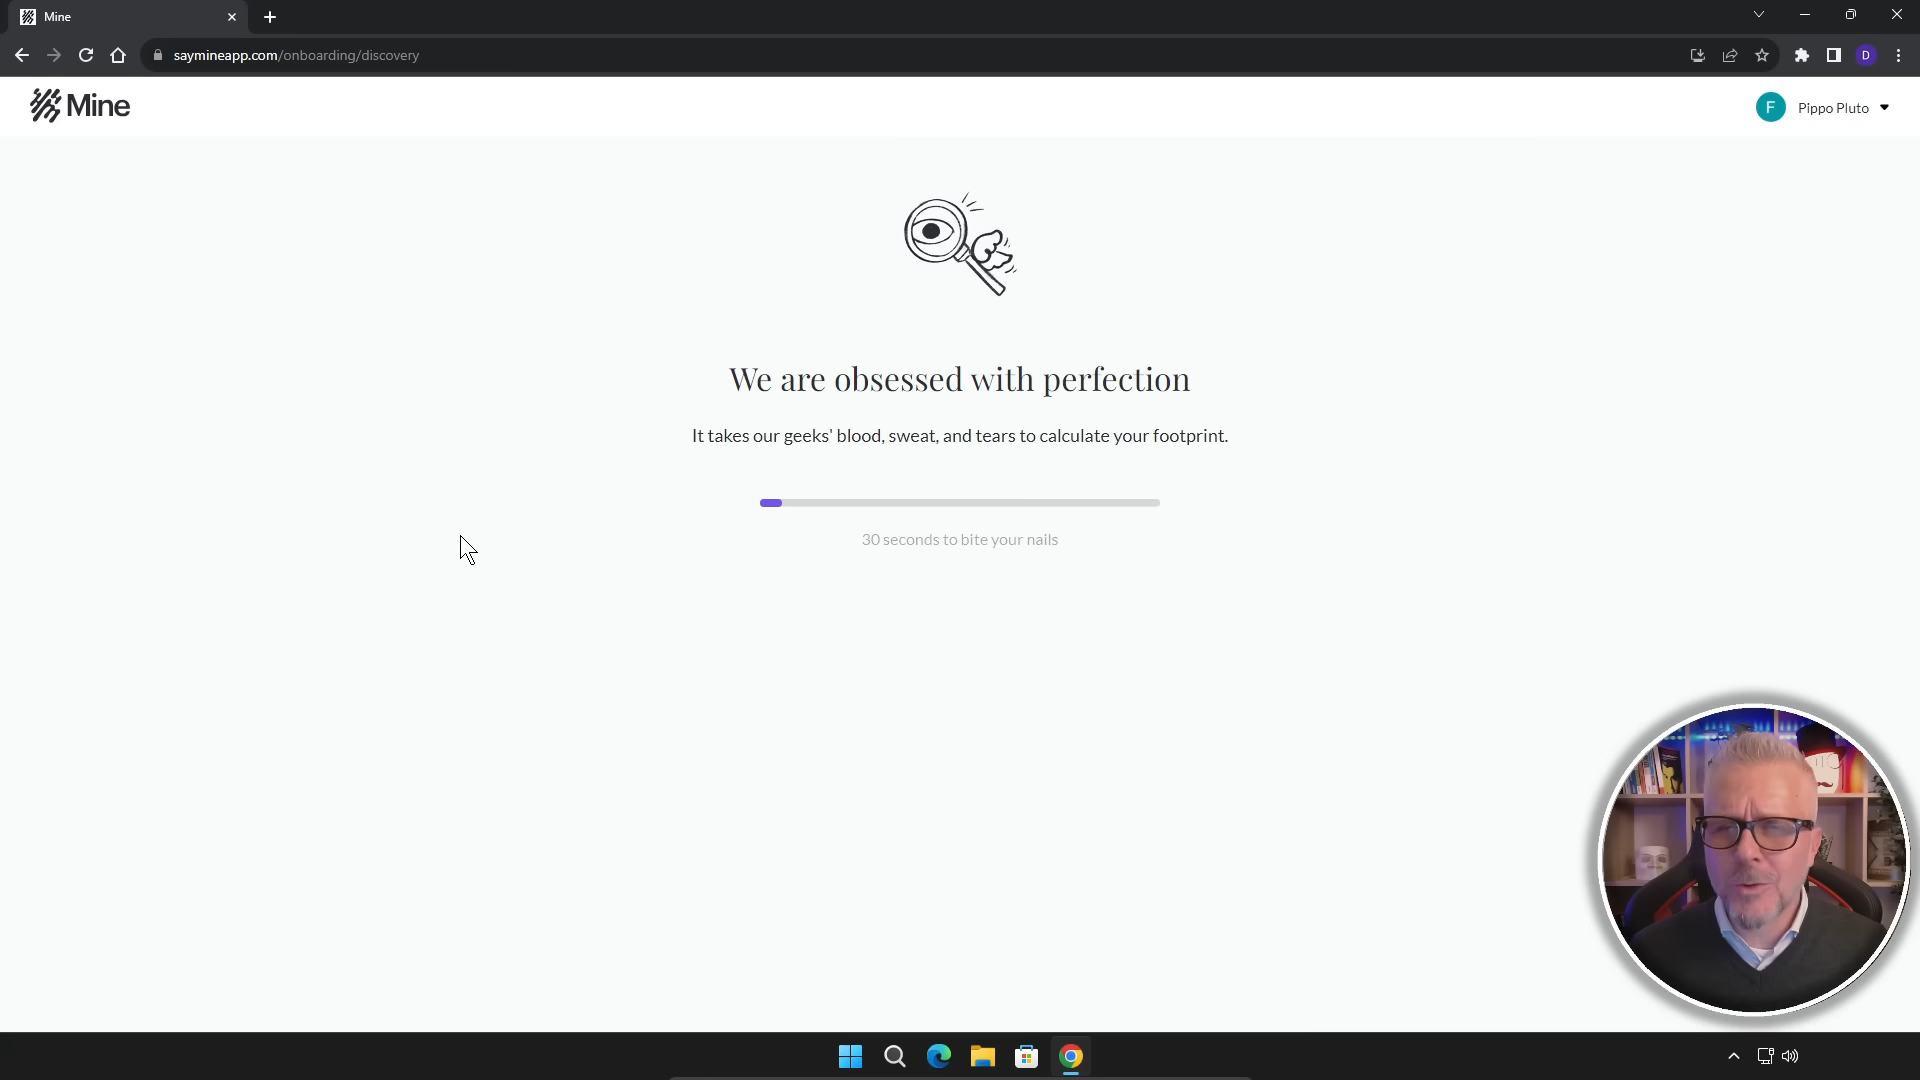 Mine
saymineapp.com/onboarding/discovery
D
Mine
F
Pippo Pluto
We are obsessed with perfection
It takes our geeks' blood, sweat, and tears to calculate your footprint.
30 seconds to bite your nails